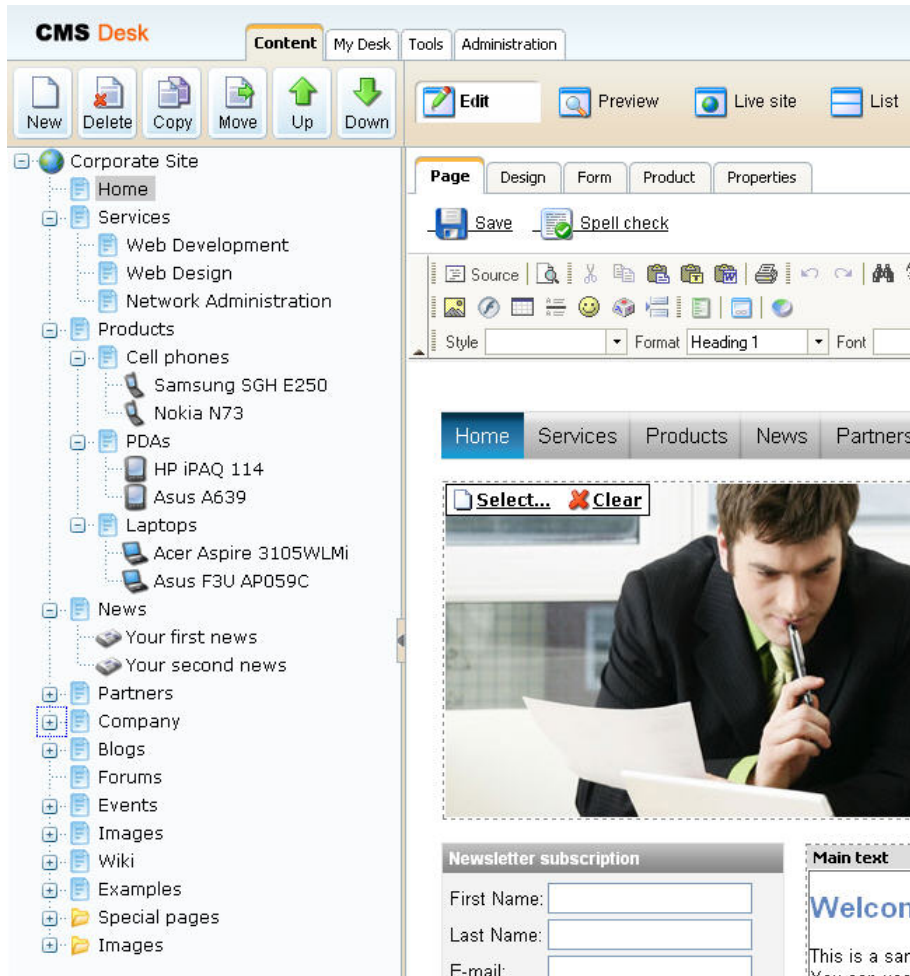 CMS Desk
Content My Desk Tools Administration
New Delete Copy Move Up Down
Edit Preview Live site List
Corporate Site
Home
Services
Web Development
Web Design
Network Administration
Products
Cell phones
Samsung SGH E250
Nokia N73
PDAs
HP iPAQ 114
Asus A639
Laptops
Acer Aspire 3105WLMi
Asus F3U AP059C
News
Your first news
Your second news
Partners
Company
Blogs
Forums
Events
Images
Wiki
Examples
Special pages
Images
Page Design Form Product Properties
Save Spell check
Source
Style Format Heading 1 Font
Home Services Products News Partners
Select... Clear
Newsletter subscription
First Name:
Last Name:
E-mail:
Main text
Welcom
This is a sam